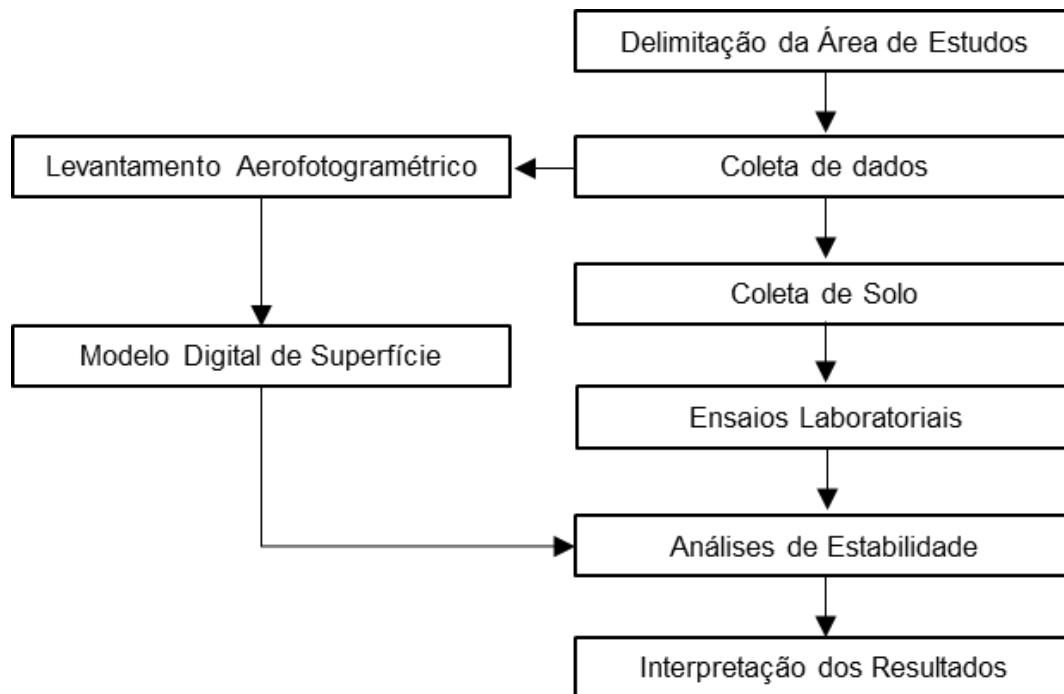 Delimitação da Área de Estudos
Levantamento Aerofotogramétrico
Coleta de dados
Coleta de Solo
Modelo Digital de Superfície
Ensaios Laboratoriais
Análises de Estabilidade
Interpretação dos Resultados